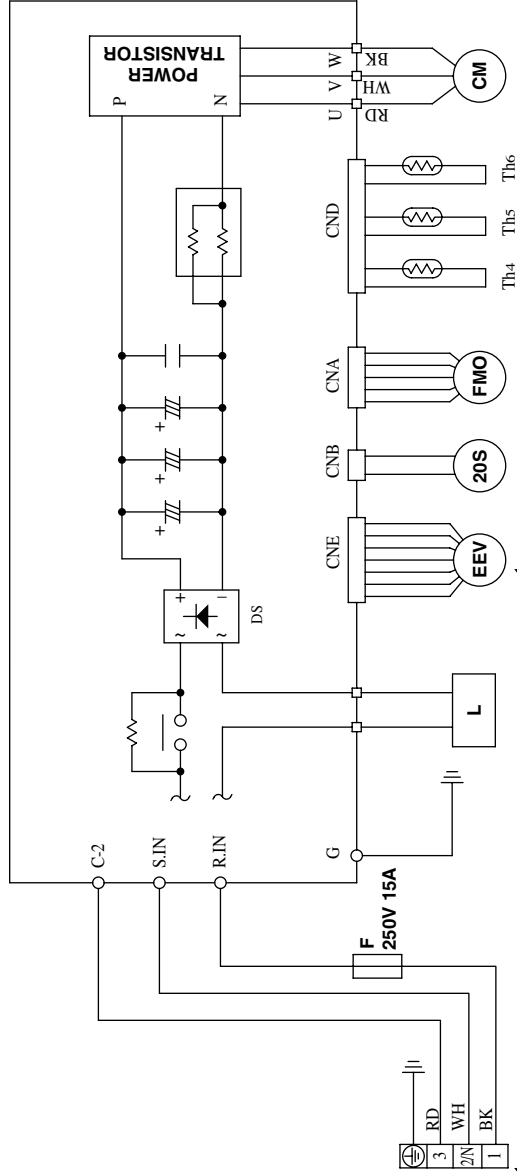 POWER
TRANSISTOR
P
N
U
V
W
RD
WH
BK
CM
CND
Th4
Th5
Th6
CNA
FMO
CNB
20S
CNE
EEV
+
+
+
DS
+
−
~
~
L
C-2
S.IN
R.IN
G
F
250V 15A
RD
WH
BK
3
2/N
1